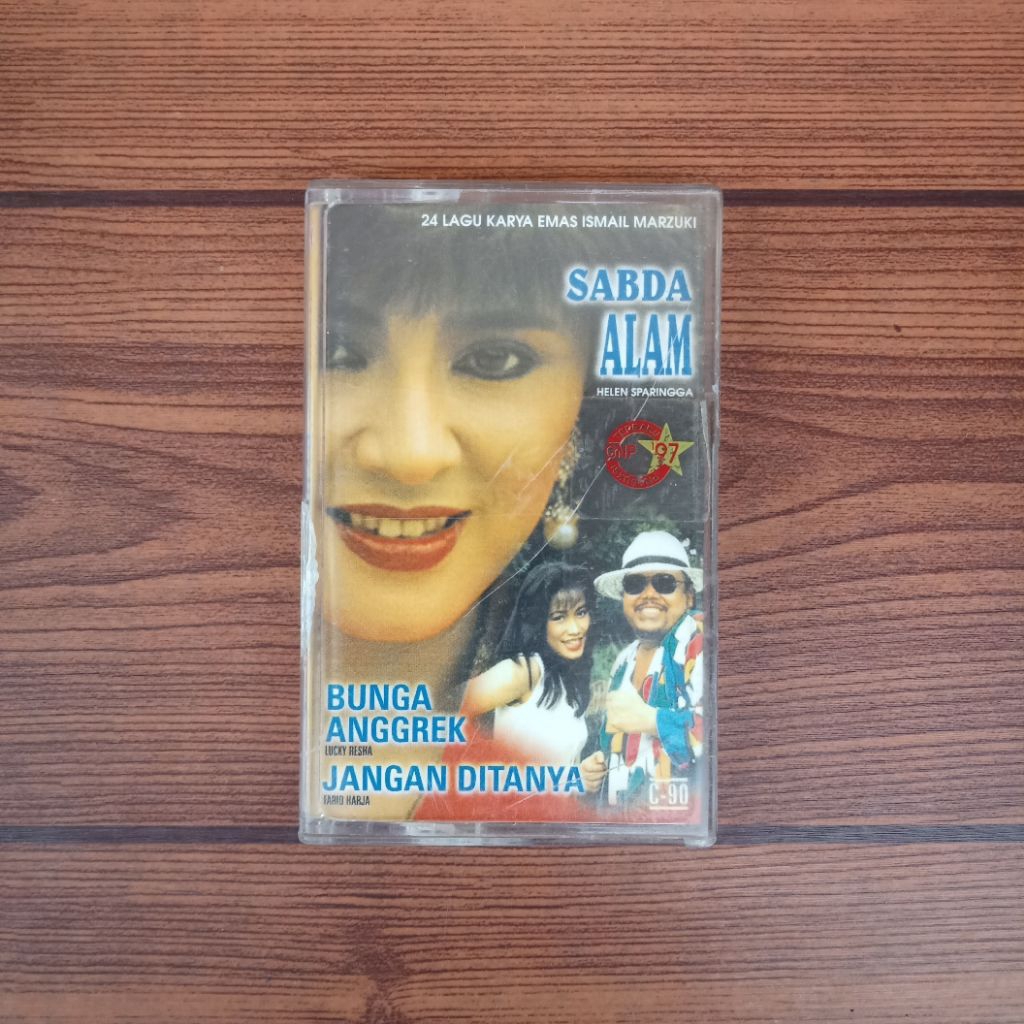 24 LAGU KARYA EMAS ISMAIL MARZUKI
SABDA
ALAM
HELEN SPARINGGA
'97
BUNGA
ANGGREK
LUCKY RESHA
JANGAN DITANYA
FARID HARJA
C-90